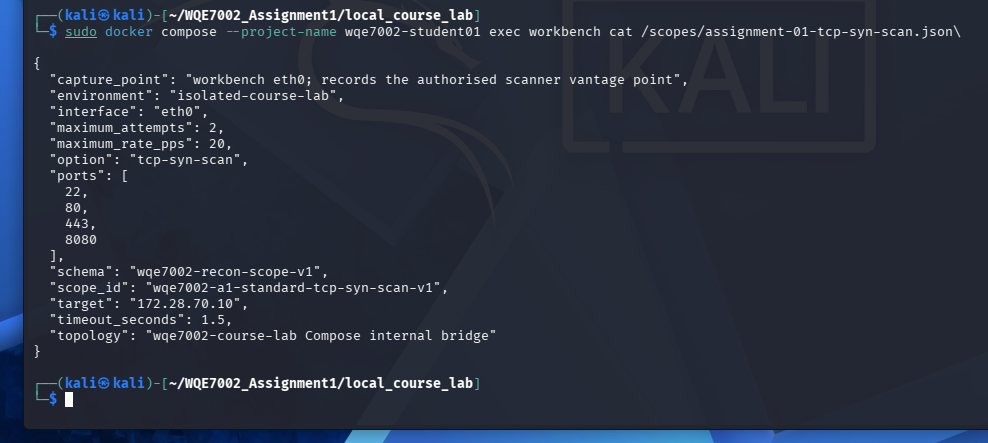 ┌──(kali㉿kali)-[~/WQE7002_Assignment1/local_course_lab]
└─$ sudo docker compose --project-name wqe7002-student01 exec workbench cat /scopes/assignment-01-tcp-syn-scan.json\

{
  "capture_point": "workbench eth0; records the authorised scanner vantage point",
  "environment": "isolated-course-lab",
  "interface": "eth0",
  "maximum_attempts": 2,
  "maximum_rate_pps": 20,
  "option": "tcp-syn-scan",
  "ports": [
    22,
    80,
    443,
    8080
  ],
  "schema": "wqe7002-recon-scope-v1",
  "scope_id": "wqe7002-a1-standard-tcp-syn-scan-v1",
  "target": "172.28.70.10",
  "timeout_seconds": 1.5,
  "topology": "wqe7002-course-lab Compose internal bridge"
}

┌──(kali㉿kali)-[~/WQE7002_Assignment1/local_course_lab]
└─$
KALI